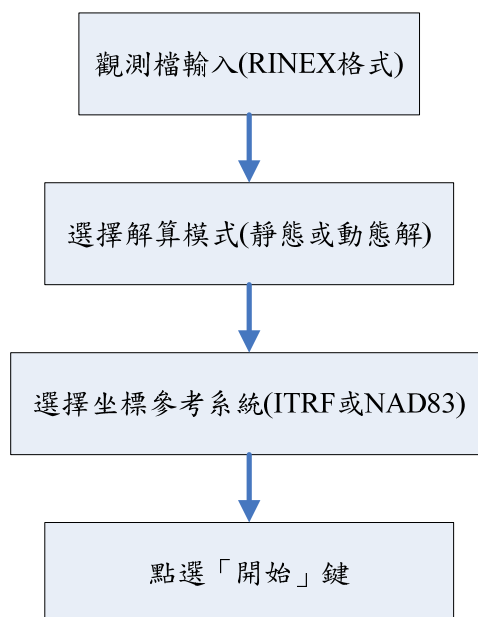 觀測檔輸入(RINEX格式)
選擇解算模式(靜態或動態解)
選擇坐標參考系統(ITRF或NAD83)
點選「開始」鍵